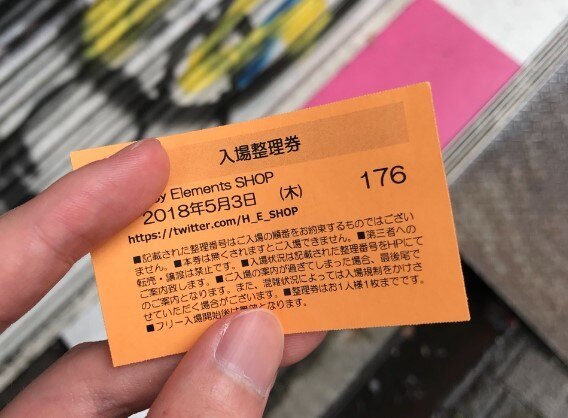 入場整理券
Elements SHOP
2018年5月3日 (木) 176
https://twitter.com/H_E_SHOP
■記載された整理番号はご入場の順番をお約束するものではござい
ません。■本券は無くされますとご入場できません。■第三者への
転売・譲渡は禁止です。■入場状況は記載された整理番号をHPにて
ご案内致します。■ご入場の案内が過ぎてしまった場合、最後尾で
のご案内となります。また、混雑状況によっては入場規制をかけさ
せていただく場合がございます。■整理券はお1人様1枚までです。
■フリー入場開始後は